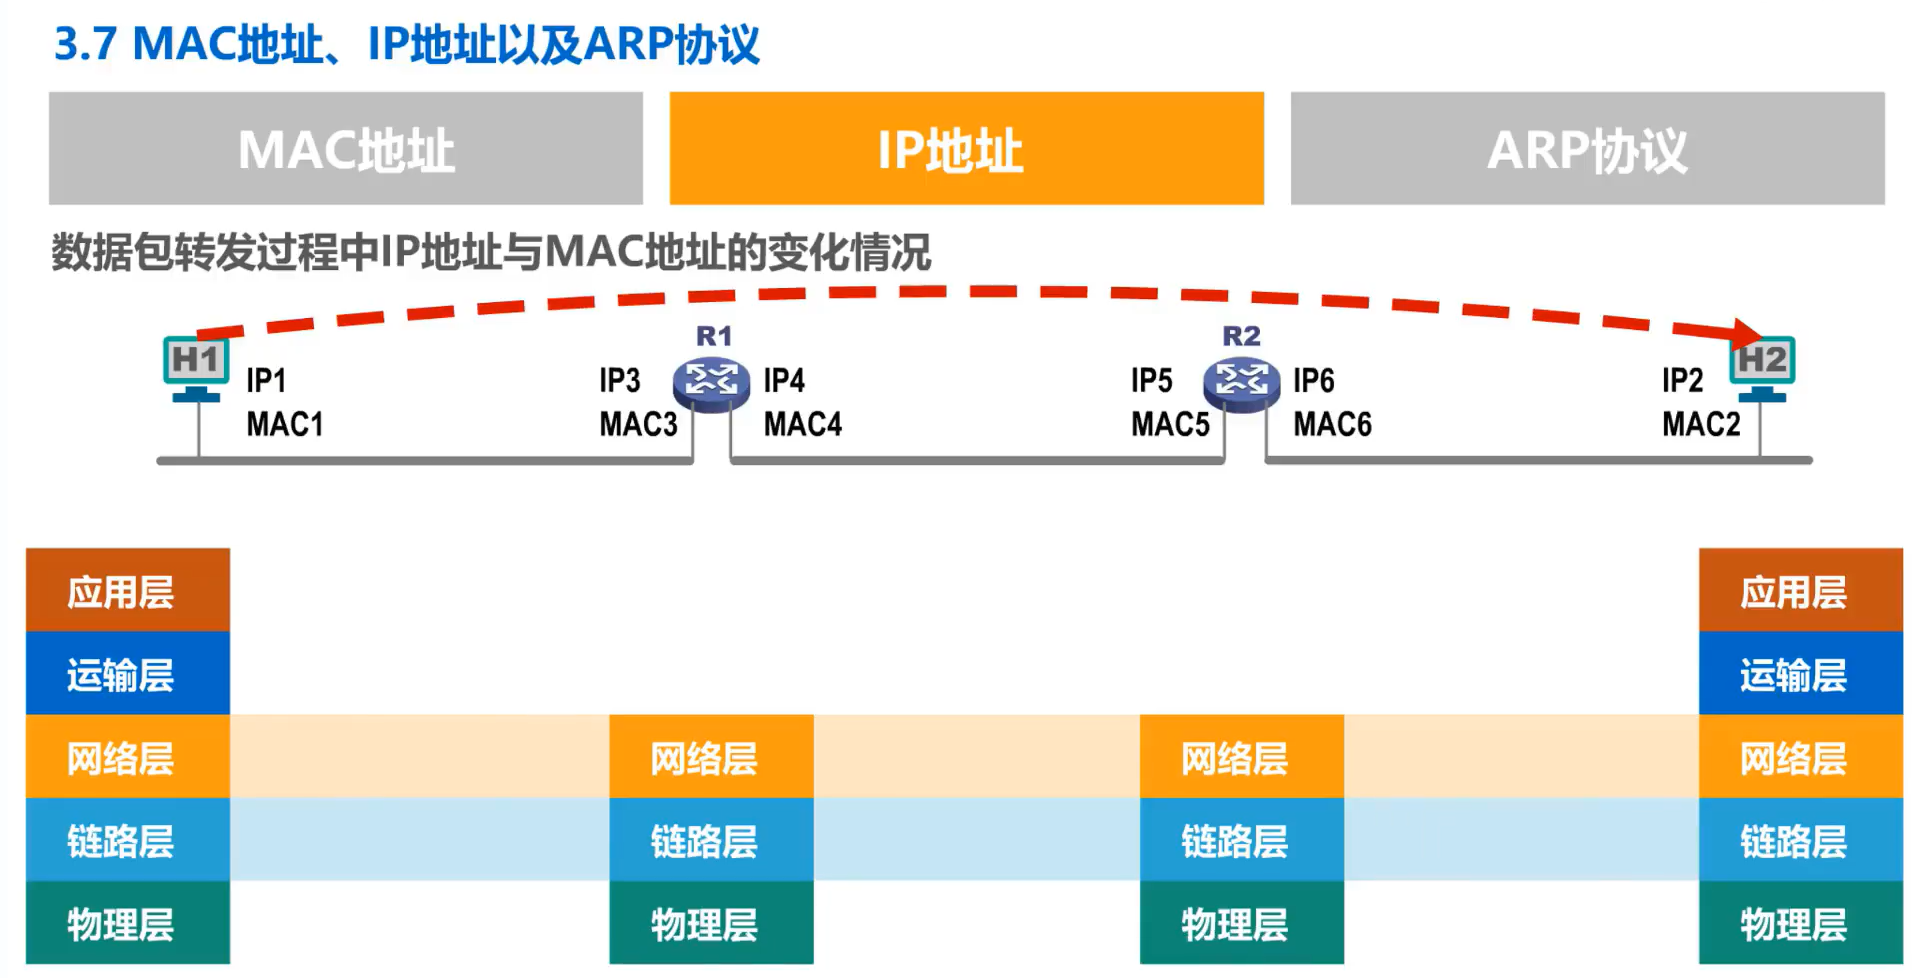 3.7 MAC地址、IP地址以及ARP协议
MAC地址
IP地址
ARP协议
数据包转发过程中IP地址与MAC地址的变化情况
R1
R2
H1
H2
IP1
IP3
IP4
IP5
IP6
IP2
MAC1
MAC3
MAC4
MAC5
MAC6
MAC2
应用层
应用层
运输层
运输层
网络层
网络层
网络层
网络层
链路层
链路层
链路层
链路层
物理层
物理层
物理层
物理层